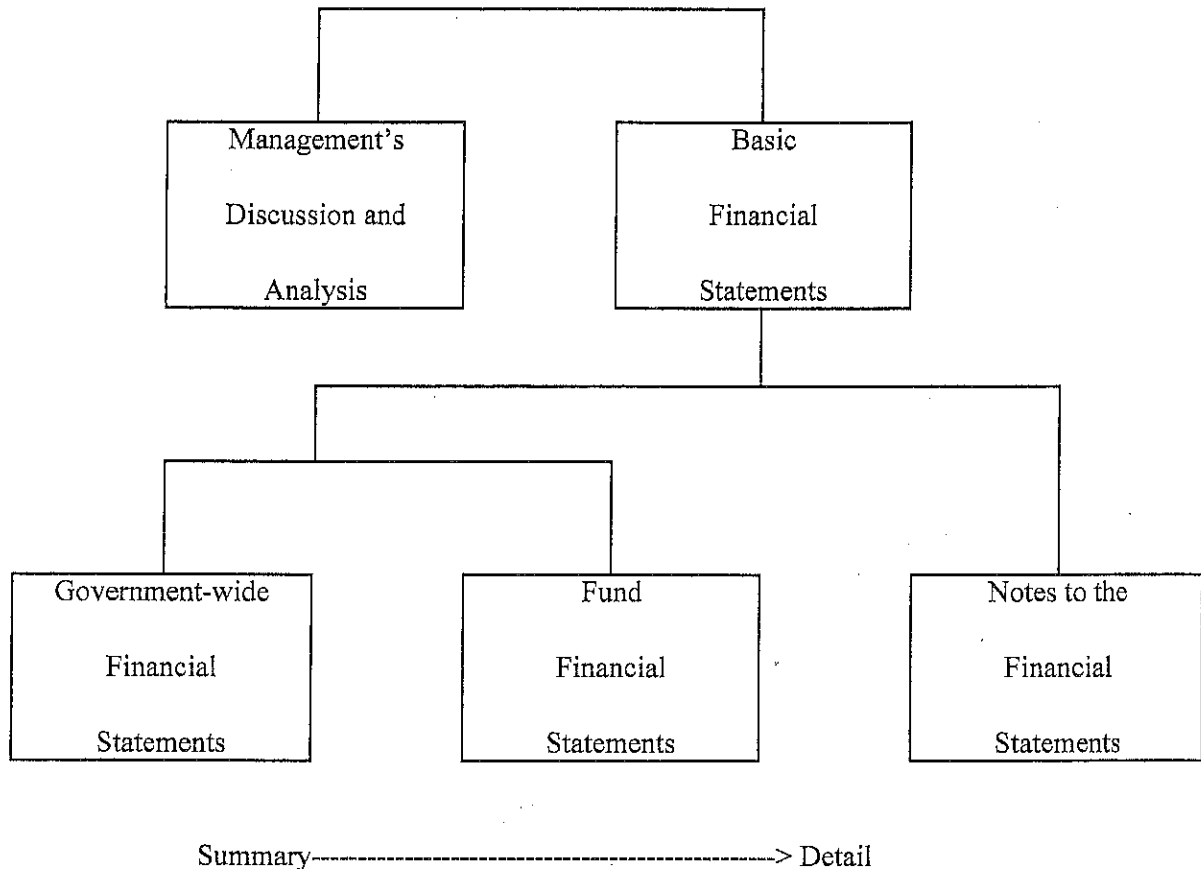 Management's
Discussion and
Analysis
Basic
Financial
Statements
Government-wide
Financial
Statements
Fund
Financial
Statements
Notes to the
Financial
Statements
Summary-----------------------------------------------> Detail